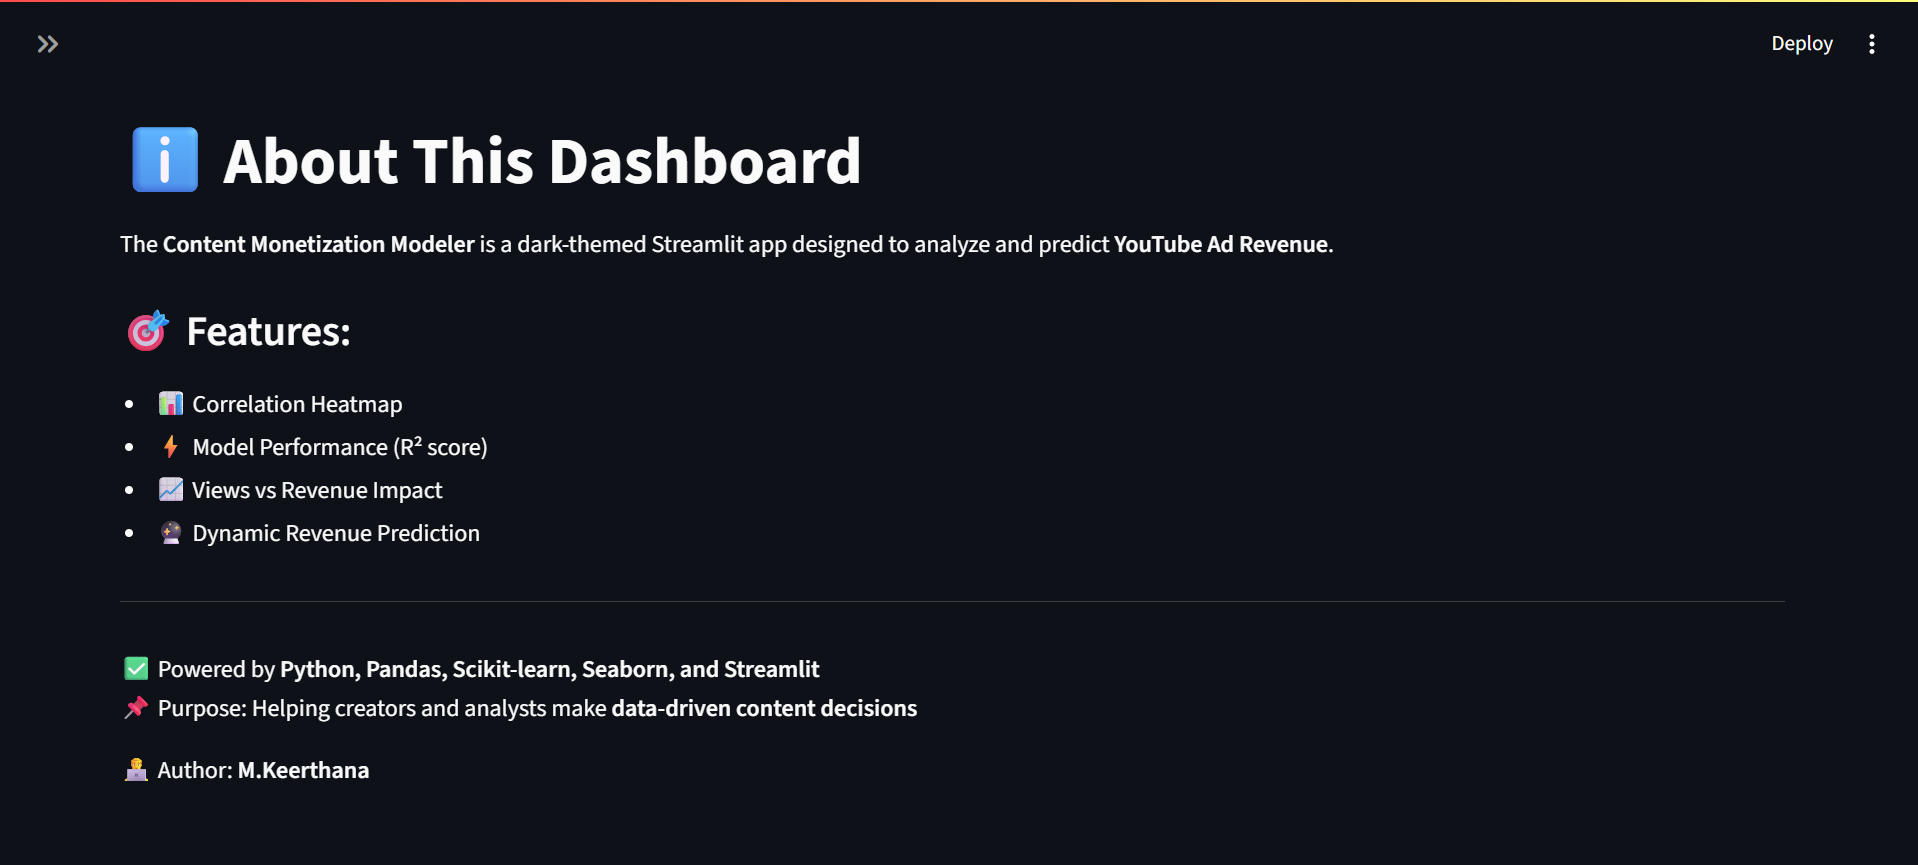 Deploy
About This Dashboard
The Content Monetization Modeler is a dark-themed Streamlit app designed to analyze and predict YouTube Ad Revenue.
Features:
Correlation Heatmap
Model Performance (R² score)
Views vs Revenue Impact
Dynamic Revenue Prediction
Powered by Python, Pandas, Scikit-learn, Seaborn, and Streamlit
Purpose: Helping creators and analysts make data-driven content decisions
Author: M.Keerthana